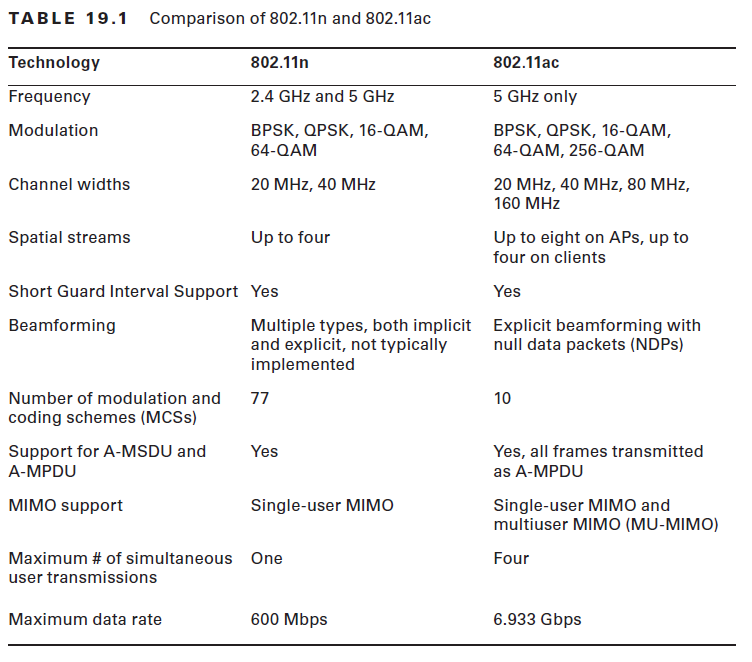 TABLE 19.1 Comparison of 802.11n and 802.11ac
Technology 802.11n 802.11ac
Frequency 2.4 GHz and 5 GHz 5 GHz only
Modulation BPSK, QPSK, 16-QAM, BPSK, QPSK, 16-QAM,
64-QAM 64-QAM, 256-QAM
Channel widths 20 MHz, 40 MHz 20 MHz, 40 MHz, 80 MHz,
160 MHz
Spatial streams Up to four Up to eight on APs, up to
four on clients
Short Guard Interval Support Yes Yes
Beamforming Multiple types, both implicit Explicit beamforming with
and explicit, not typically null data packets (NDPs)
implemented
Number of modulation and 77 10
coding schemes (MCSs)
Support for A-MSDU and Yes Yes, all frames transmitted
A-MPDU as A-MPDU
MIMO support Single-user MIMO Single-user MIMO and
multiuser MIMO (MU-MIMO)
Maximum # of simultaneous One Four
user transmissions
Maximum data rate 600 Mbps 6.933 Gbps